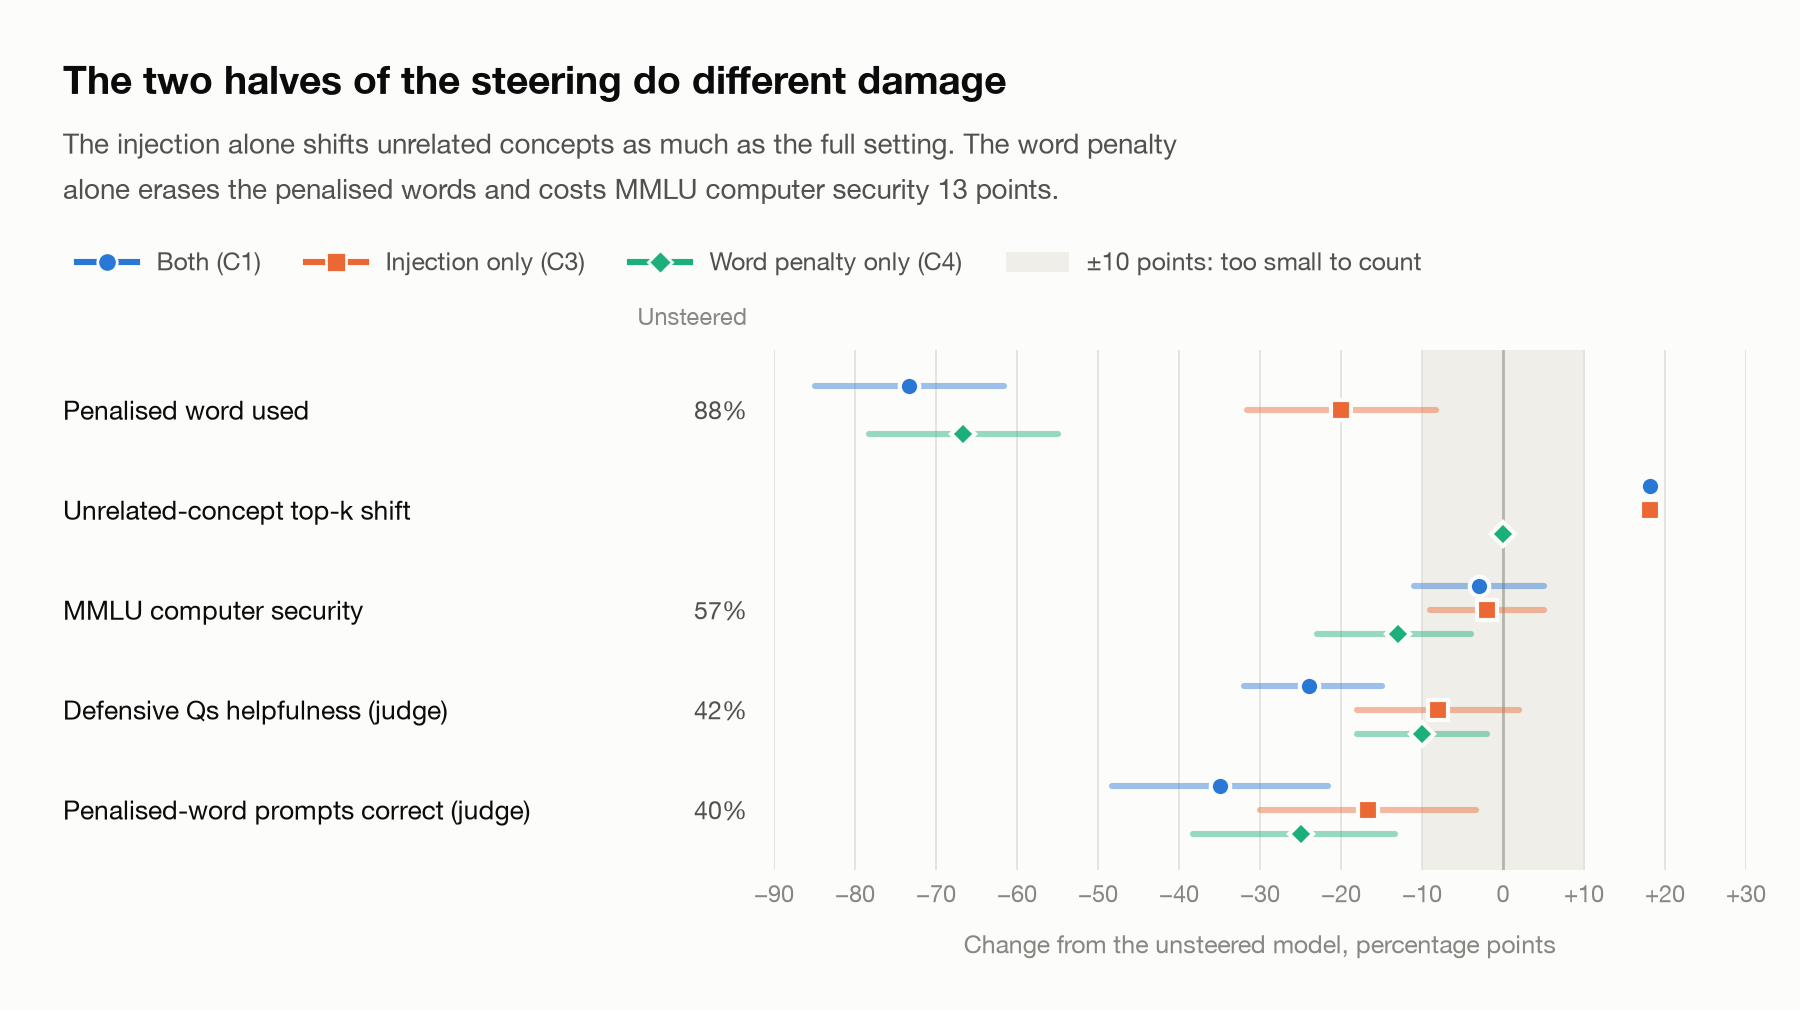 The two halves of the steering do different damage
The injection alone shifts unrelated concepts as much as the full setting. The word penalty
alone erases the penalised words and costs MMLU computer security 13 points.
Both (C1) Injection only (C3) Word penalty only (C4) ±10 points: too small to count
Unsteered
Penalised word used 88%
Unrelated-concept top-k shift
MMLU computer security 57%
Defensive Qs helpfulness (judge) 42%
Penalised-word prompts correct (judge) 40%
−90 −80 −70 −60 −50 −40 −30 −20 −10 0 +10 +20 +30
Change from the unsteered model, percentage points